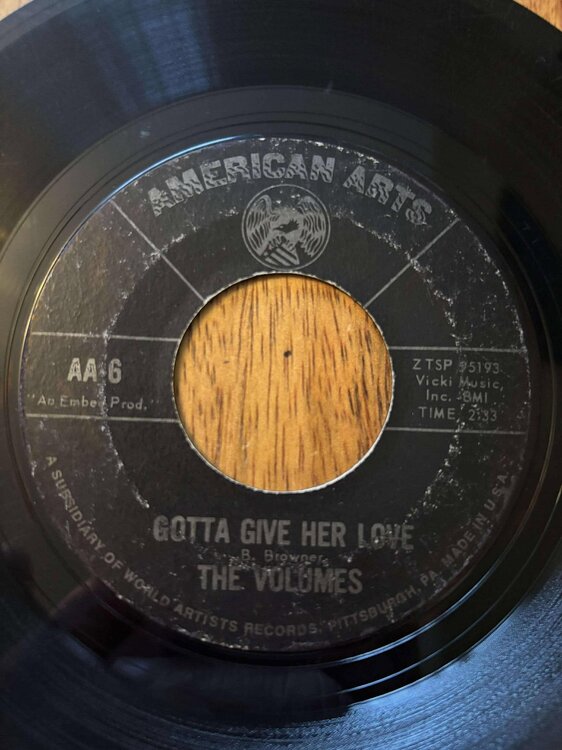 AMERICAN ARTS
AA-6
"An Embee Prod."
ZTSP 95193
Vicki Music,
Inc. BMI
TIME, 2:33
GOTTA GIVE HER LOVE
B. Browner
THE VOLUMES
A SUBSIDIARY OF WORLD ARTISTS RECORDS, PITTSBURGH, PA. MADE IN U.S.A.